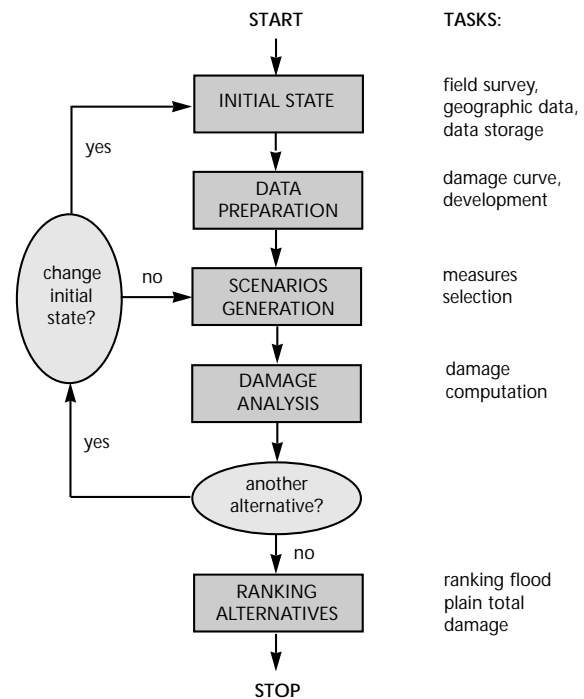 START
TASKS:
INITIAL STATE
field survey,
geographic data,
data storage
yes
DATA
PREPARATION
damage curve,
development
change
initial
state?
no
SCENARIOS
GENERATION
measures
selection
DAMAGE
ANALYSIS
damage
computation
yes
another
alternative?
no
RANKING
ALTERNATIVES
ranking flood
plain total
damage
STOP